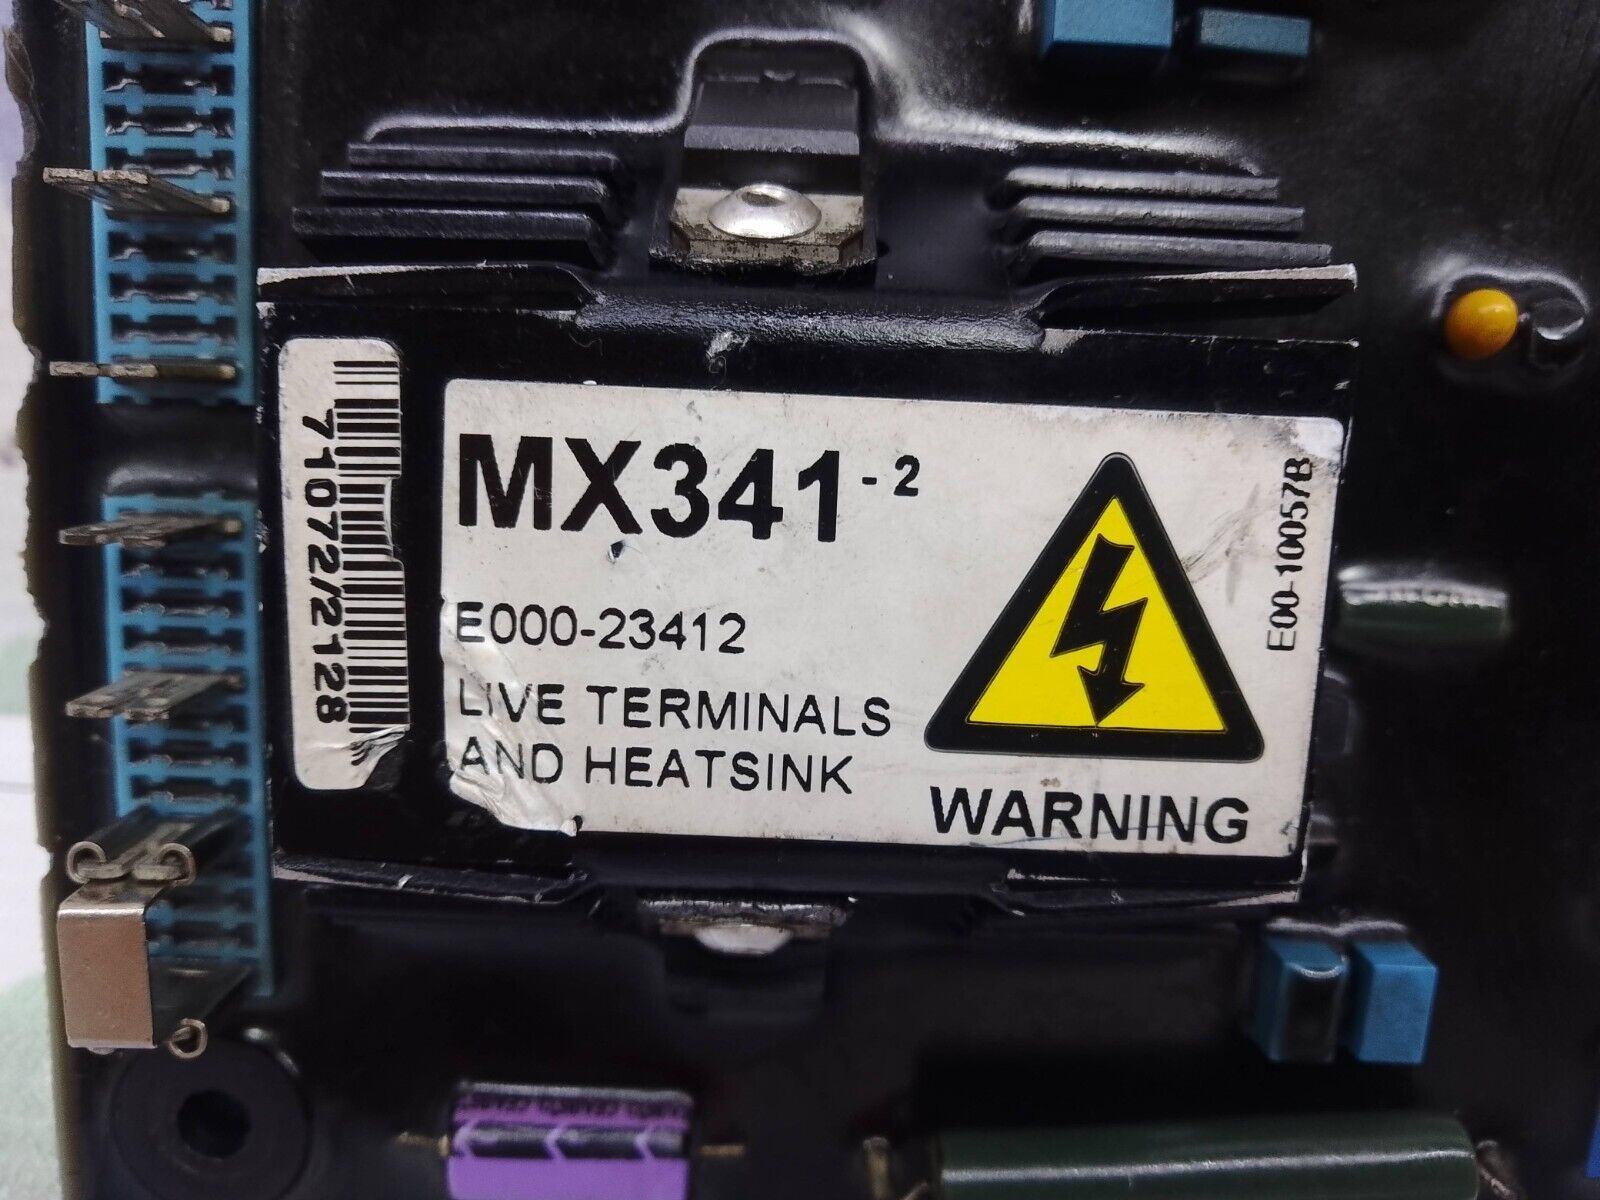 71072/2128
MX341-2
E000-23412
LIVE TERMINALS
AND HEATSINK
WARNING
E00-10057B